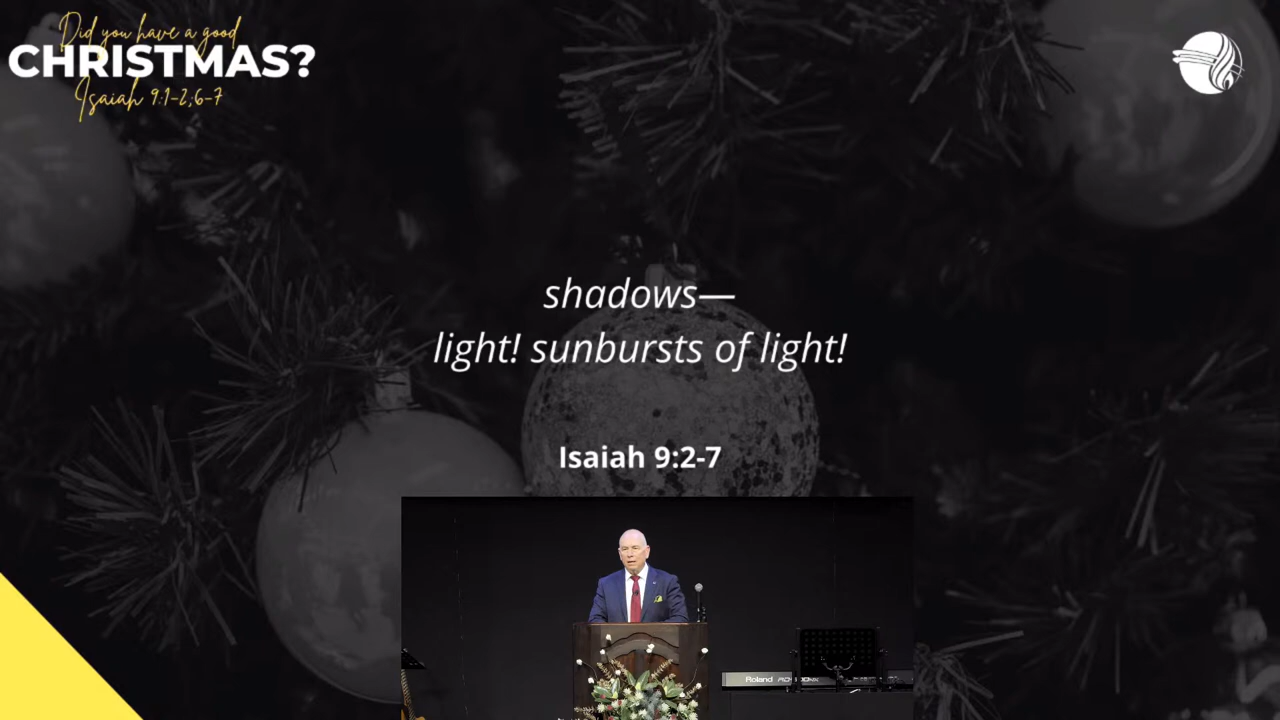 Did you have a good
CHRISTMAS?
Isaiah 9:1-2;6-7
shadows—
light! sunbursts of light!
Isaiah 9:2-7
Roland